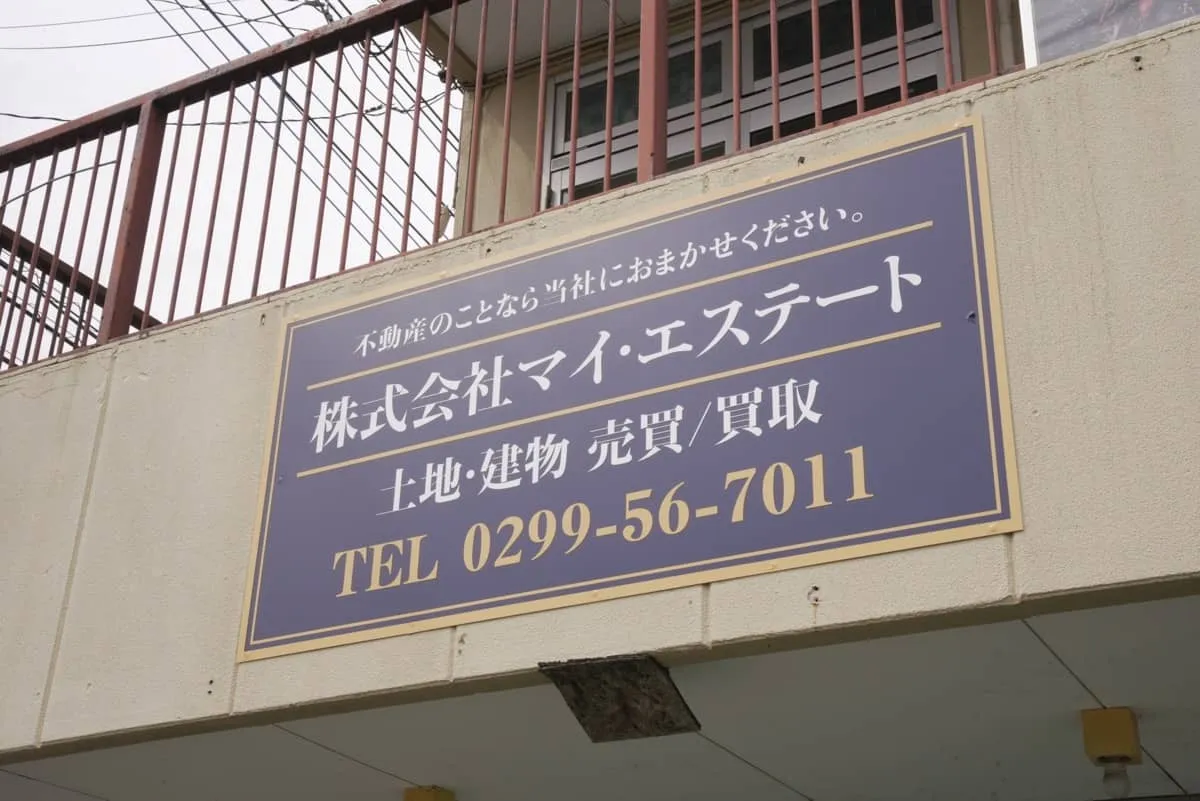 不動産のことなら当社におまかせください。
株式会社マイ・エステート
土地・建物 売買/買取
TEL 0299-56-7011